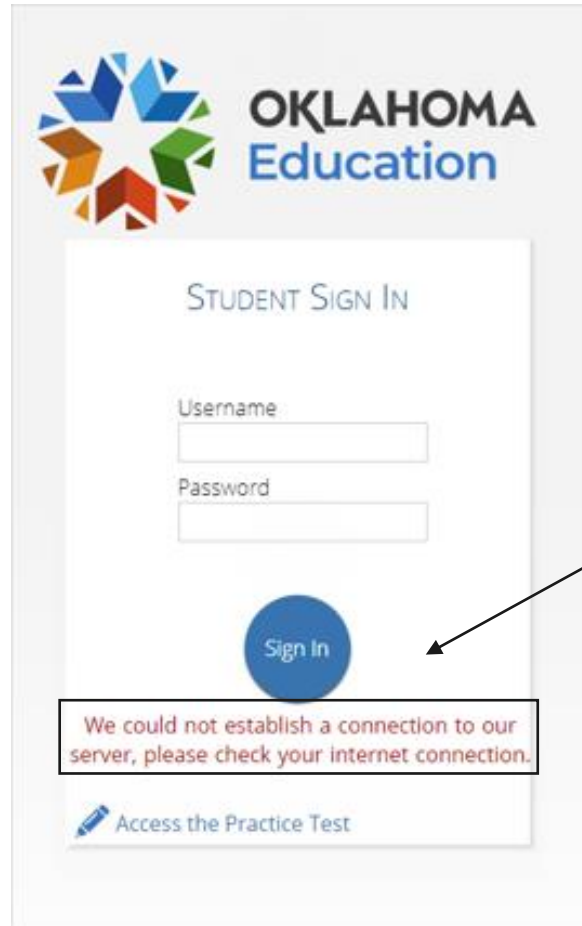 OKLAHOMA
Education
STUDENT SIGN IN
Username
Password
Sign In
We could not establish a connection to our
server, please check your internet connection.
Access the Practice Test